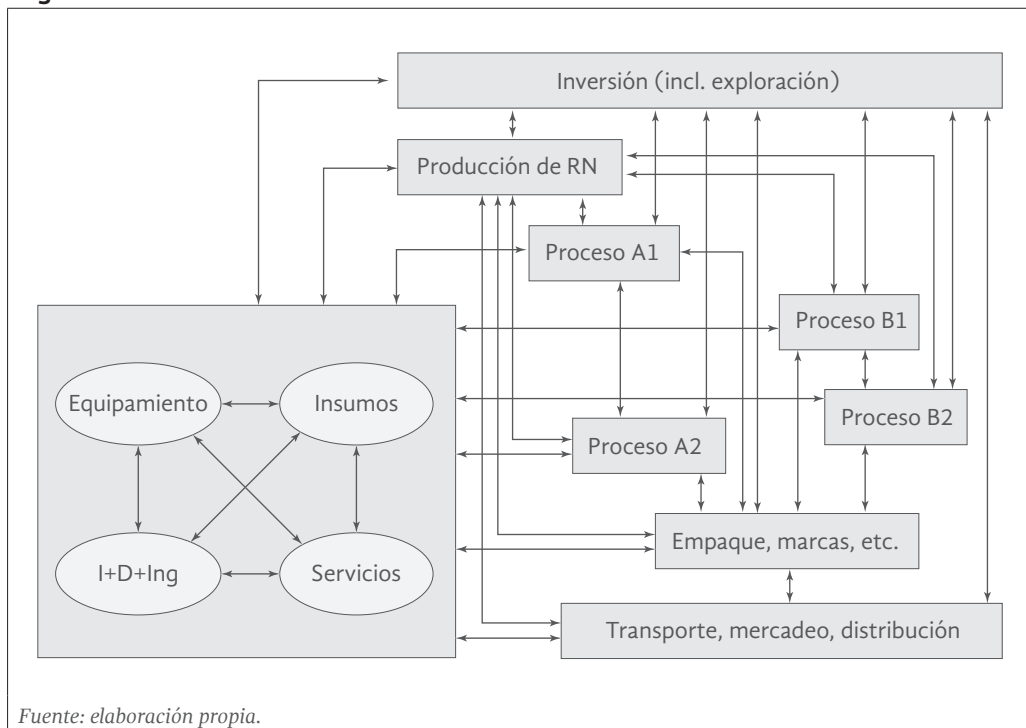 Inversión (incl. exploración)
Producción de RN
Proceso A1
Proceso B1
Equipamiento
Insumos
Proceso B2
Proceso A2
I+D+Ing
Servicios
Empaque, marcas, etc.
Transporte, mercadeo, distribución
Fuente: elaboración propia.